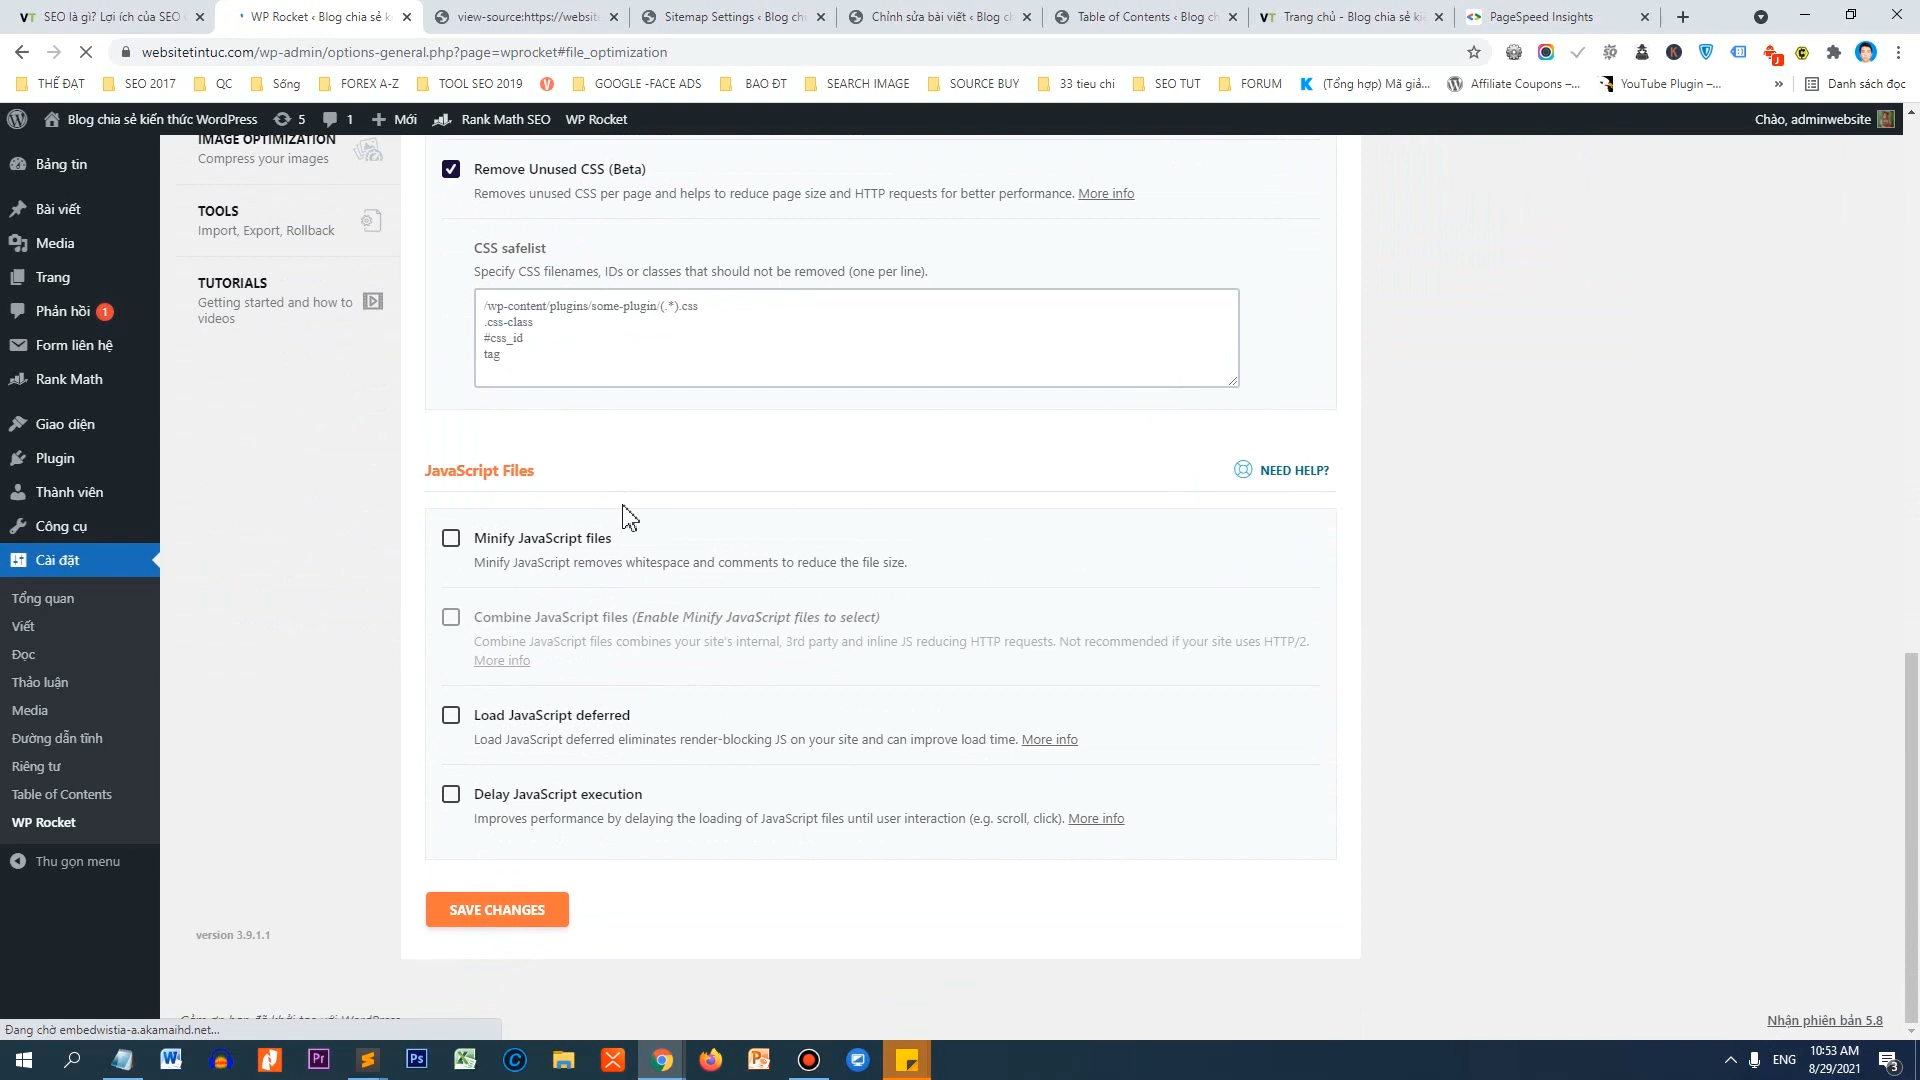 SEO là gì? Lợi ích của SEO
WP Rocket ‹ Blog chia sẻ k
view-source:https://website
Sitemap Settings ‹ Blog ch
Chỉnh sửa bài viết ‹ Blog c
Table of Contents ‹ Blog ch
Trang chủ - Blog chia sẻ ki
PageSpeed Insights
websitetintuc.com/wp-admin/options-general.php?page=wprocket#file_optimization
THẺ ĐẠT
SEO 2017
QC
Sống
FOREX A-Z
TOOL SEO 2019
GOOGLE -FACE ADS
BAO ĐT
SEARCH IMAGE
SOURCE BUY
33 tieu chi
SEO TUT
FORUM
(Tổng hợp) Mã giả...
Affiliate Coupons –...
YouTube Plugin –...
»
Danh sách đọc
Blog chia sẻ kiến thức WordPress
5
1
Mới
Rank Math SEO
WP Rocket
Chào, adminwebsite
Bảng tin
Bài viết
Media
Trang
Phản hồi 1
Form liên hệ
Rank Math
Giao diện
Plugin
Thành viên
Công cụ
Cài đặt
Tổng quan
Viết
Đọc
Thảo luận
Media
Đường dẫn tĩnh
Riêng tư
Table of Contents
WP Rocket
Thu gọn menu
IMAGE OPTIMIZATION
Compress your images
TOOLS
Import, Export, Rollback
TUTORIALS
Getting started and how to
videos
version 3.9.1.1
Remove Unused CSS (Beta)
Removes unused CSS per page and helps to reduce page size and HTTP requests for better performance. More info
CSS safelist
Specify CSS filenames, IDs or classes that should not be removed (one per line).
/wp-content/plugins/some-plugin/(.*).css
.css-class
#css_id
tag
JavaScript Files
NEED HELP?
Minify JavaScript files
Minify JavaScript removes whitespace and comments to reduce the file size.
Combine JavaScript files (Enable Minify JavaScript files to select)
Combine JavaScript files combines your site's internal, 3rd party and inline JS reducing HTTP requests. Not recommended if your site uses HTTP/2.
More info
Load JavaScript deferred
Load JavaScript deferred eliminates render-blocking JS on your site and can improve load time. More info
Delay JavaScript execution
Improves performance by delaying the loading of JavaScript files until user interaction (e.g. scroll, click). More info
SAVE CHANGES
Nhận phiên bản 5.8
Đang chờ embedwistia-a.akamaihd.net...
ENG
10:53 AM
8/29/2021
3